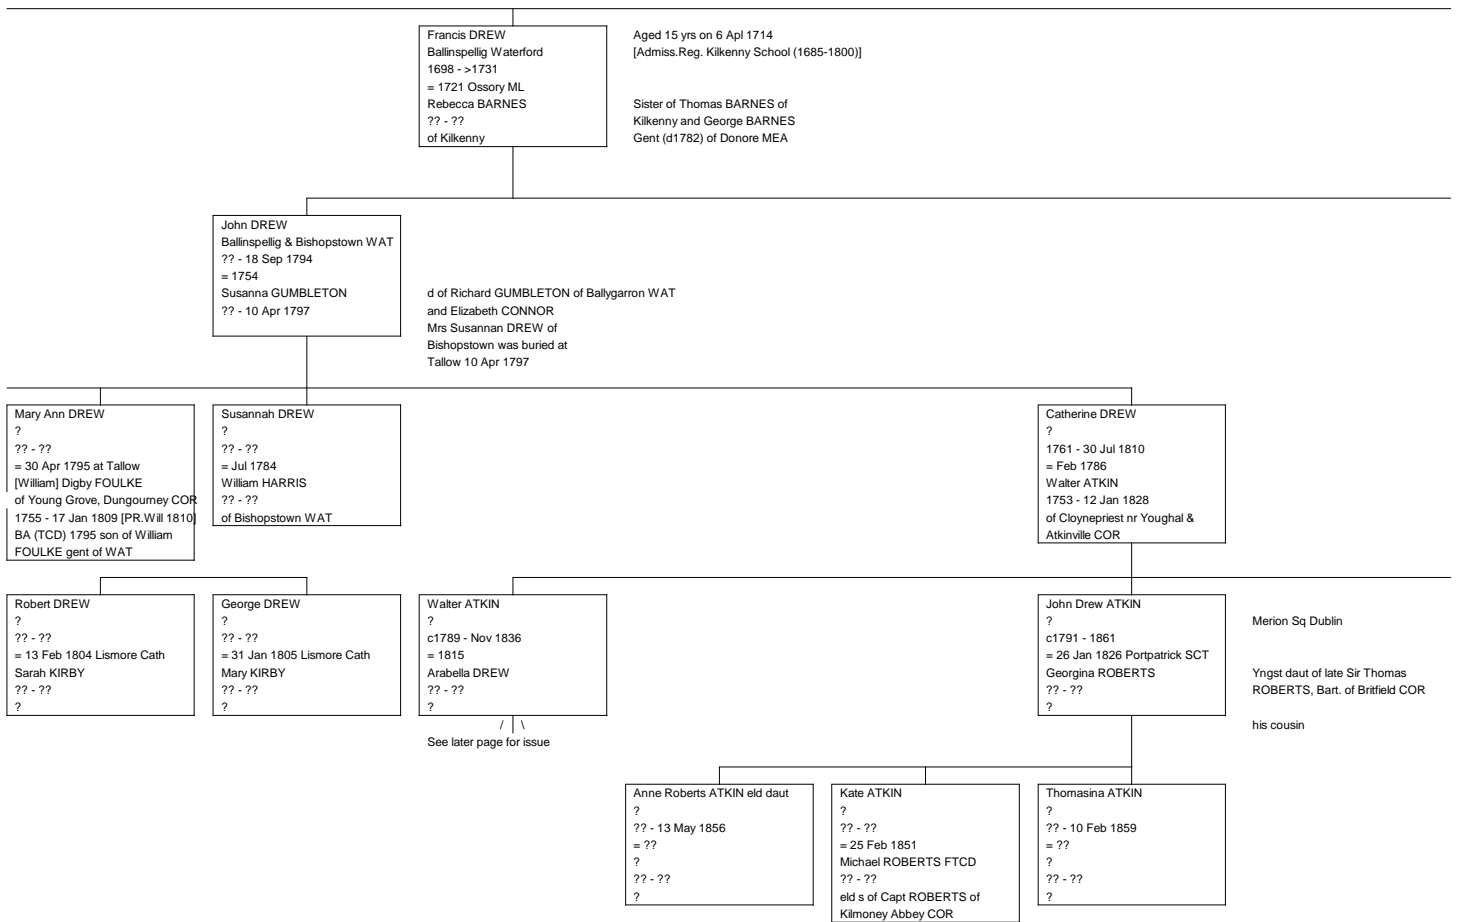 Francis DREW
Ballinspellig Waterford
1698 - >1731
= 1721 Ossory ML
Rebecca BARNES
?? - ??
of Kilkenny
Aged 15 yrs on 6 Apl 1714
[Admiss.Reg. Kilkenny School (1685-1800)]
Sister of Thomas BARNES of
Kilkenny and George BARNES
Gent (d1782) of Donore MEA
John DREW
Ballinspellig & Bishopstown WAT
?? - 18 Sep 1794
= 1754
Susanna GUMBLETON
?? - 10 Apr 1797
d of Richard GUMBLETON of Ballygarron WAT
and Elizabeth CONNOR
Mrs Susannan DREW of
Bishopstown was buried at
Tallow 10 Apr 1797
Mary Ann DREW
?
?? - ??
= 30 Apr 1795 at Tallow
[William] Digby FOULKE
of Young Grove, Dungourney COR
1755 - 17 Jan 1809 [PR.Will 1810]
BA (TCD) 1795 son of William
FOULKE gent of WAT
Susannah DREW
?
?? - ??
= Jul 1784
William HARRIS
?? - ??
of Bishopstown WAT
Catherine DREW
?
1761 - 30 Jul 1810
= Feb 1786
Walter ATKIN
1753 - 12 Jan 1828
of Cloynepriest nr Youghal &
Atkinville COR
Robert DREW
?
?? - ??
= 13 Feb 1804 Lismore Cath
Sarah KIRBY
?? - ??
?
George DREW
?
?? - ??
= 31 Jan 1805 Lismore Cath
Mary KIRBY
?? - ??
?
Walter ATKIN
?
c1789 - Nov 1836
= 1815
Arabella DREW
?? - ??
?
/ \
See later page for issue
John Drew ATKIN
?
c1791 - 1861
= 26 Jan 1826 Portpatrick SCT
Georgina ROBERTS
?? - ??
?
Merion Sq Dublin
Yngst daut of late Sir Thomas
ROBERTS, Bart. of Britfield COR
his cousin
Anne Roberts ATKIN eld daut
?
?? - 13 May 1856
= ??
?
?? - ??
?
Kate ATKIN
?
?? - ??
= 25 Feb 1851
Michael ROBERTS FTCD
?? - ??
eld s of Capt ROBERTS of
Kilmoney Abbey COR
Thomasina ATKIN
?
?? - 10 Feb 1859
= ??
?
?? - ??
?